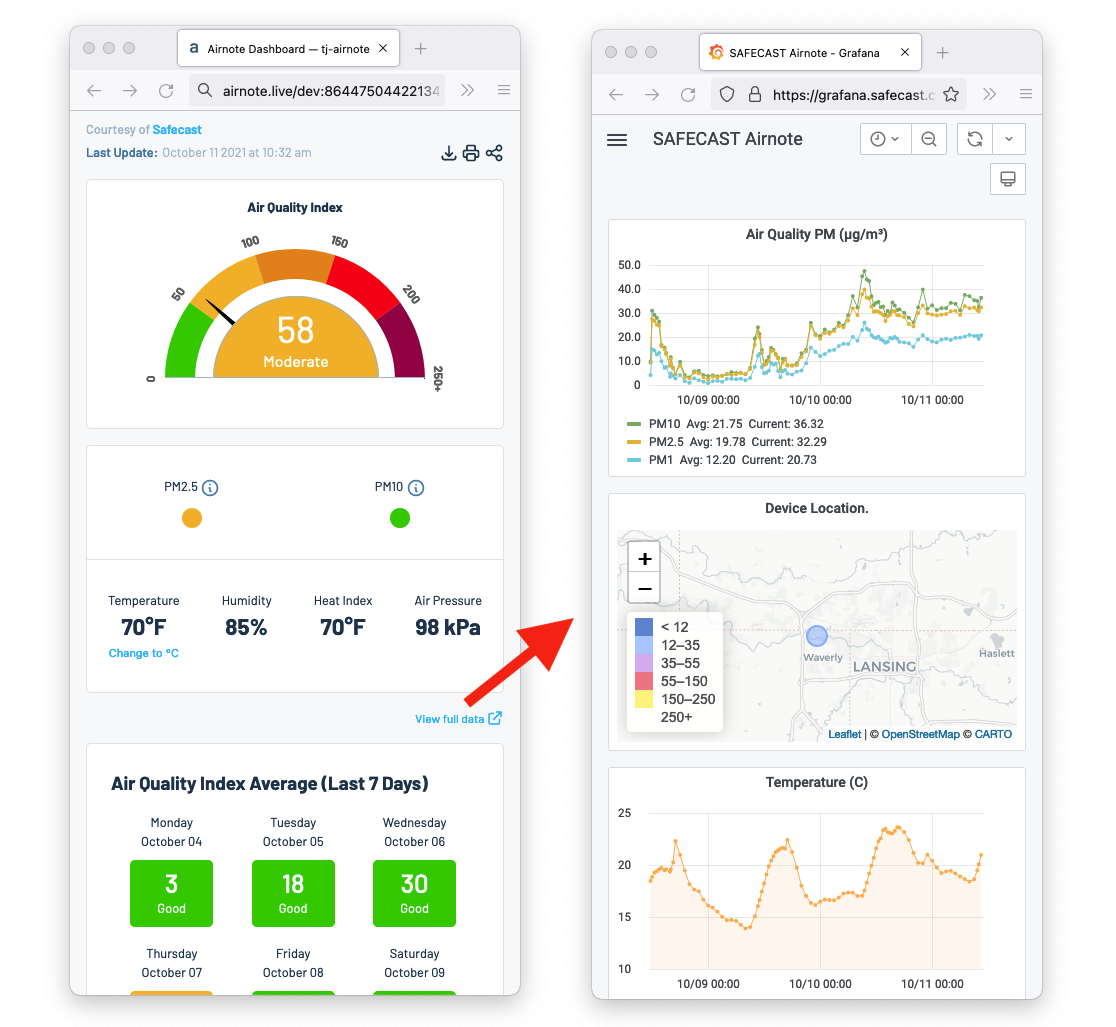 a Airnote Dashboard — tj-airnote
airnote.live/dev:86447504422134
Courtesy of Safecast
Last Update: October 11 2021 at 10:32 am
Air Quality Index
0 50 100 150 200 250+
58
Moderate
PM2.5 PM10
Temperature Humidity Heat Index Air Pressure
70°F 85% 70°F 98 kPa
Change to °C
View full data
Air Quality Index Average (Last 7 Days)
Monday Tuesday Wednesday
October 04 October 05 October 06
3 18 30
Good Good Good
Thursday Friday Saturday
October 07 October 08 October 09
SAFECAST Airnote - Grafana
https://grafana.safecast.c
SAFECAST Airnote
Air Quality PM (µg/m³)
50.0
40.0
30.0
20.0
10.0
0
10/09 00:00 10/10 00:00 10/11 00:00
PM10 Avg: 21.75 Current: 36.32
PM2.5 Avg: 19.78 Current: 32.29
PM1 Avg: 12.20 Current: 20.73
Device Location.
+
−
< 12
12–35
35–55
55–150
150–250
250+
Waverly
LANSING
Haslett
Leaflet | © OpenStreetMap © CARTO
Temperature (C)
25
20
15
10
10/09 00:00 10/10 00:00 10/11 00:00